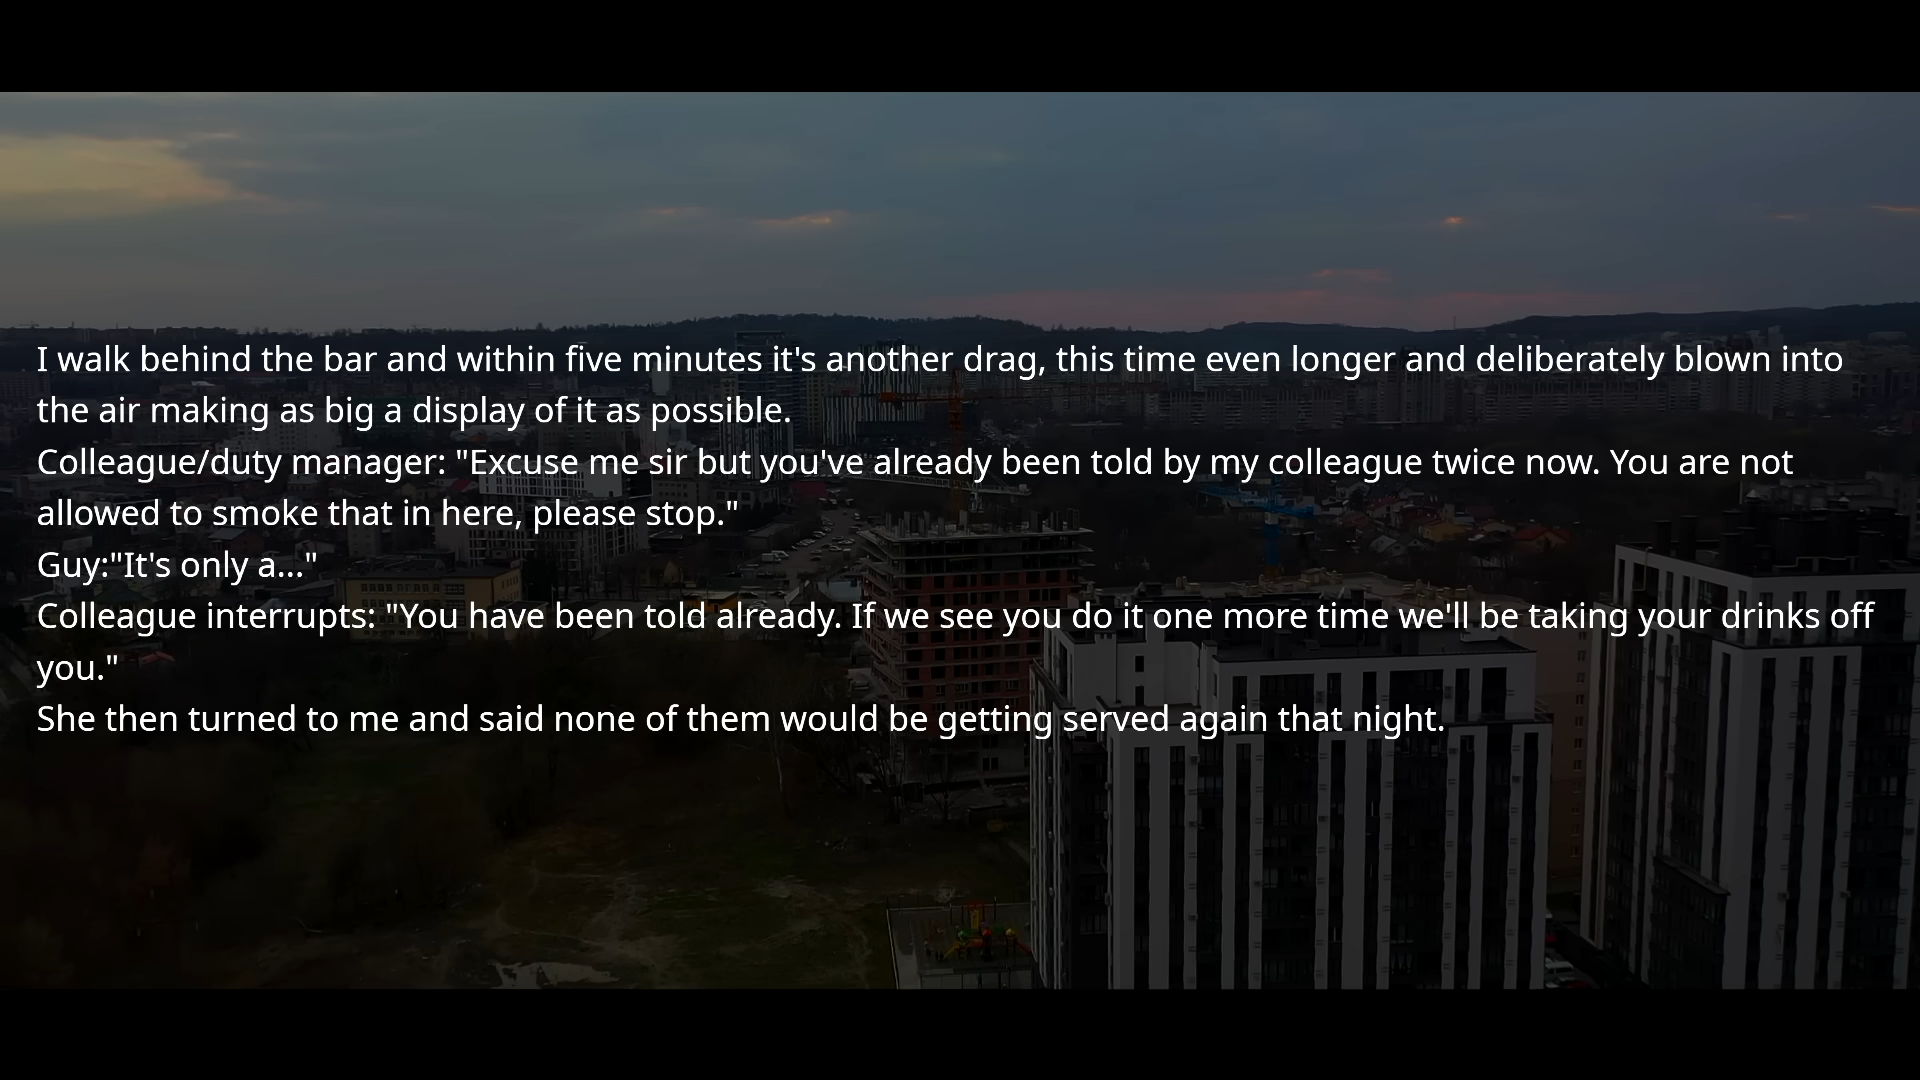 I walk behind the bar and within five minutes it's another drag, this time even longer and deliberately blown into
the air making as big a display of it as possible.
Colleague/duty manager: "Excuse me sir but you've already been told by my colleague twice now. You are not
allowed to smoke that in here, please stop."
Guy:"It's only a..."
Colleague interrupts: "You have been told already. If we see you do it one more time we'll be taking your drinks off
you."
She then turned to me and said none of them would be getting served again that night.